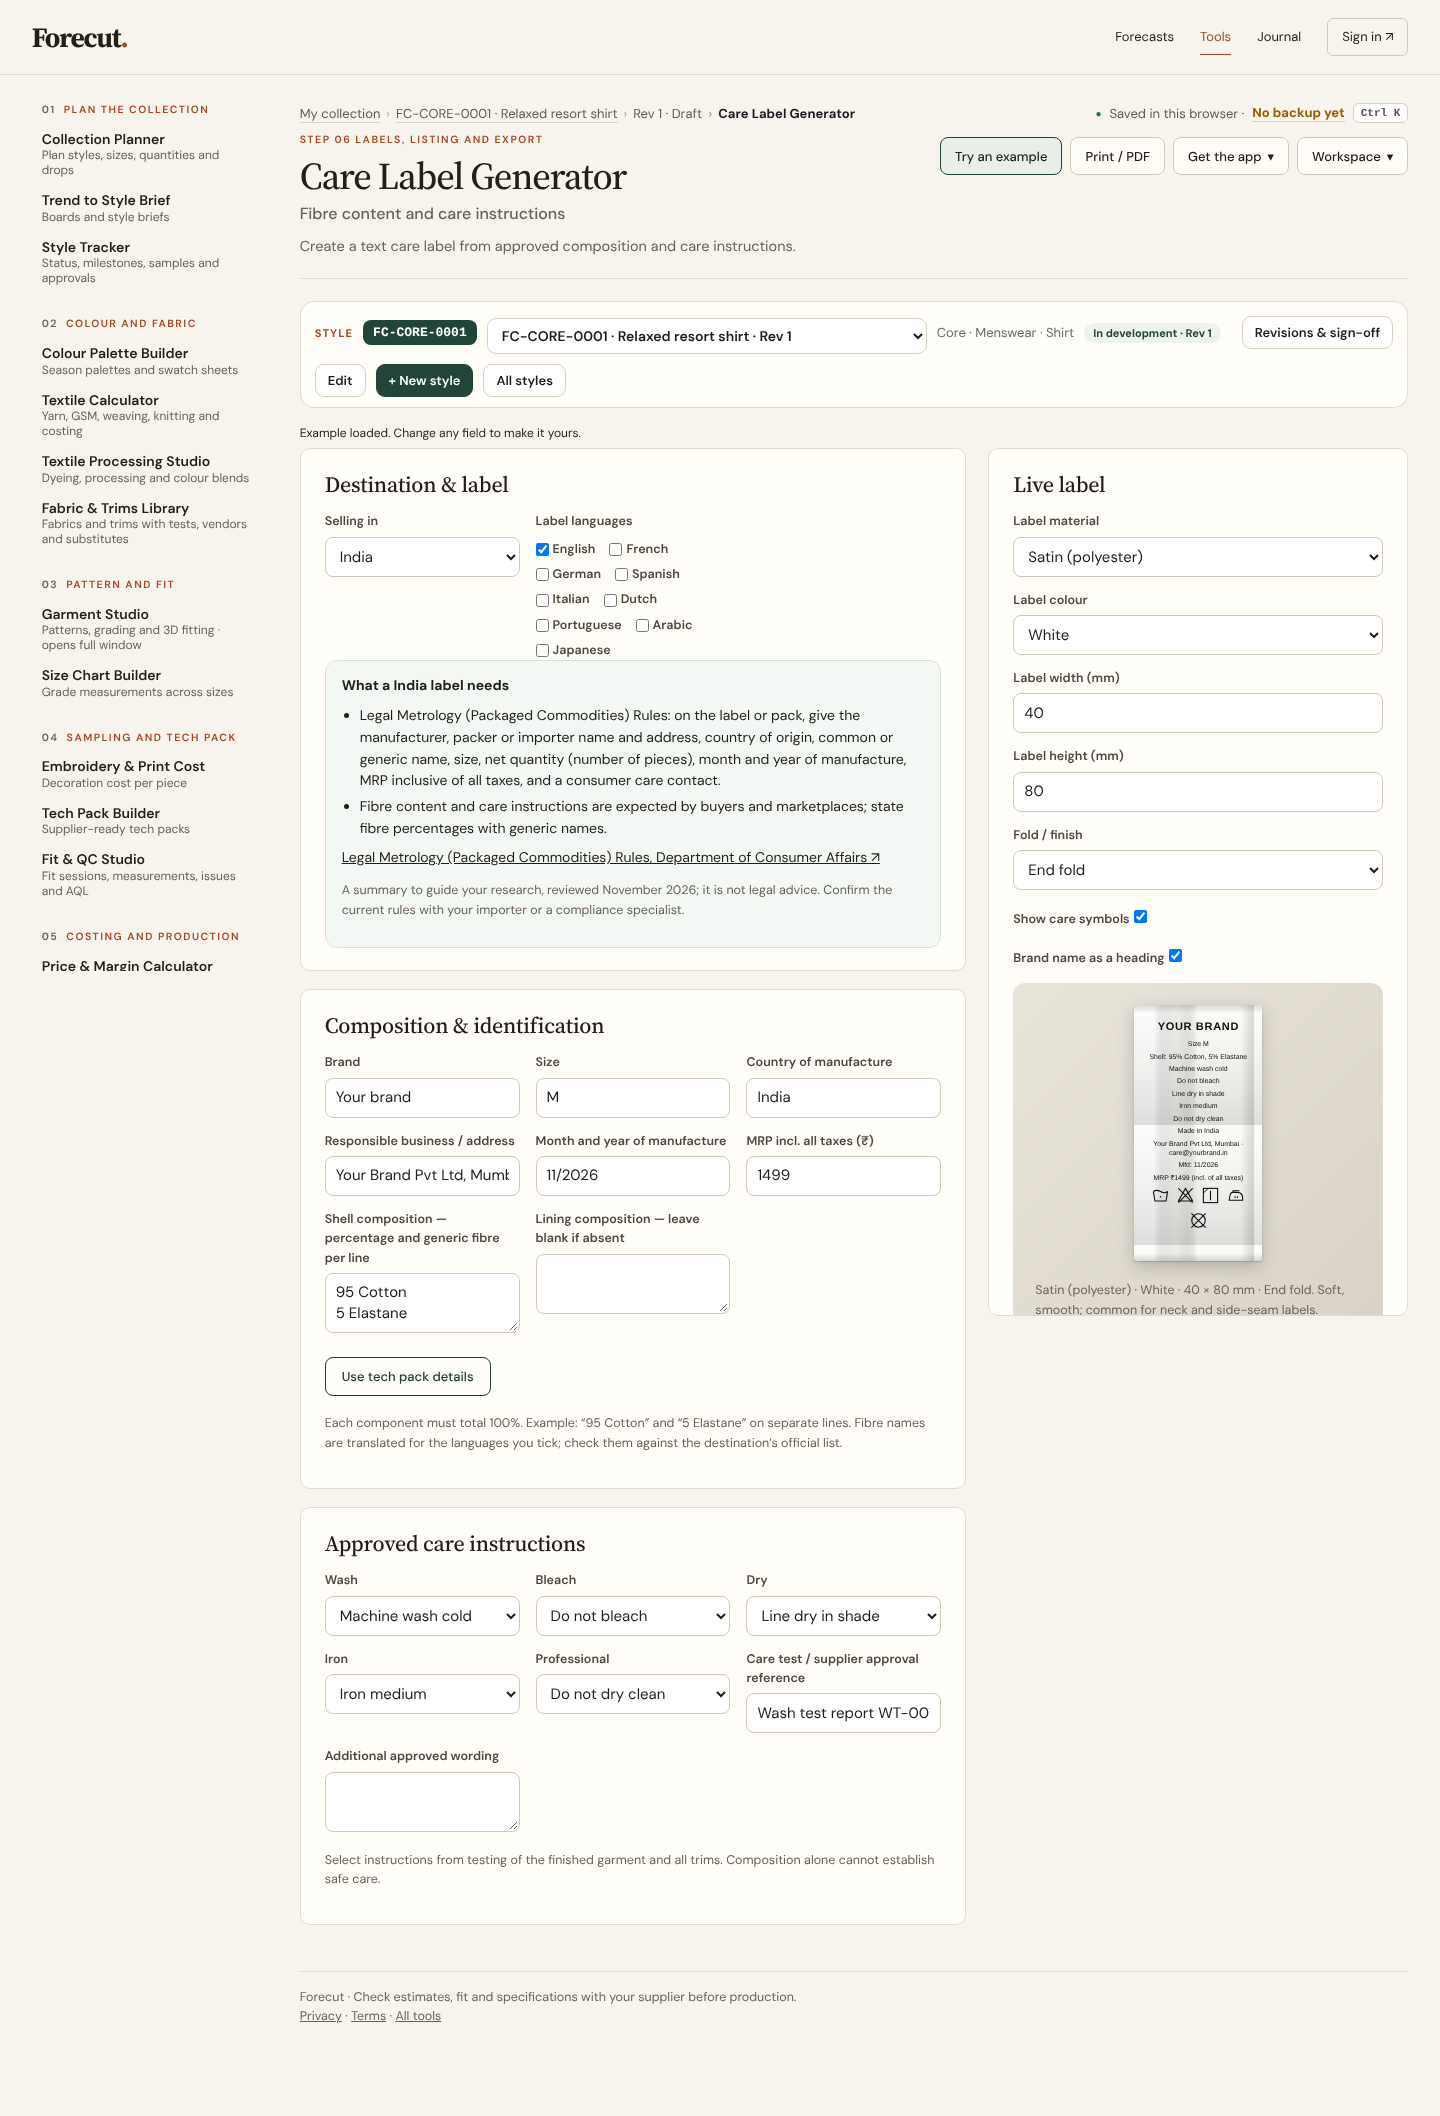 Forecut.
Forecasts
Tools
Journal
Sign in ↗
01 PLAN THE COLLECTION
Collection Planner
Plan styles, sizes, quantities and
drops
Trend to Style Brief
Boards and style briefs
Style Tracker
Status, milestones, samples and
approvals
02 COLOUR AND FABRIC
Colour Palette Builder
Season palettes and swatch sheets
Textile Calculator
Yarn, GSM, weaving, knitting and
costing
Textile Processing Studio
Dyeing, processing and colour blends
Fabric & Trims Library
Fabrics and trims with tests, vendors
and substitutes
03 PATTERN AND FIT
Garment Studio
Patterns, grading and 3D fitting ·
opens full window
Size Chart Builder
Grade measurements across sizes
04 SAMPLING AND TECH PACK
Embroidery & Print Cost
Decoration cost per piece
Tech Pack Builder
Supplier-ready tech packs
Fit & QC Studio
Fit sessions, measurements, issues
and AQL
05 COSTING AND PRODUCTION
Price & Margin Calculator
My collection › FC-CORE-0001 · Relaxed resort shirt › Rev 1 · Draft › Care Label Generator
• Saved in this browser · No backup yet Ctrl K
STEP 06 LABELS, LISTING AND EXPORT
Care Label Generator
Try an example
Print / PDF
Get the app ▾
Workspace ▾
Fibre content and care instructions
Create a text care label from approved composition and care instructions.
STYLE FC-CORE-0001 FC-CORE-0001 · Relaxed resort shirt · Rev 1 Core · Menswear · Shirt In development · Rev 1 Revisions & sign-off
Edit + New style All styles
Example loaded. Change any field to make it yours.
Destination & label
Selling in
India
Label languages
English French
German Spanish
Italian Dutch
Portuguese Arabic
Japanese
What a India label needs
• Legal Metrology (Packaged Commodities) Rules: on the label or pack, give the
manufacturer, packer or importer name and address, country of origin, common or
generic name, size, net quantity (number of pieces), month and year of manufacture,
MRP inclusive of all taxes, and a consumer care contact.
• Fibre content and care instructions are expected by buyers and marketplaces; state
fibre percentages with generic names.
Legal Metrology (Packaged Commodities) Rules, Department of Consumer Affairs ↗
A summary to guide your research, reviewed November 2026; it is not legal advice. Confirm the
current rules with your importer or a compliance specialist.
Composition & identification
Brand
Your brand
Size
M
Country of manufacture
India
Responsible business / address
Your Brand Pvt Ltd, Mumb
Month and year of manufacture
11/2026
MRP incl. all taxes (₹)
1499
Shell composition —
percentage and generic fibre
per line
95 Cotton
5 Elastane
Lining composition — leave
blank if absent
Use tech pack details
Each component must total 100%. Example: “95 Cotton” and “5 Elastane” on separate lines. Fibre names
are translated for the languages you tick; check them against the destination’s official list.
Approved care instructions
Wash
Machine wash cold
Bleach
Do not bleach
Dry
Line dry in shade
Iron
Iron medium
Professional
Do not dry clean
Care test / supplier approval
reference
Wash test report WT-00
Additional approved wording
Select instructions from testing of the finished garment and all trims. Composition alone cannot establish
safe care.
Live label
Label material
Satin (polyester)
Label colour
White
Label width (mm)
40
Label height (mm)
80
Fold / finish
End fold
Show care symbols
Brand name as a heading
YOUR BRAND
Size M
Shell: 95% Cotton, 5% Elastane
Machine wash cold
Do not bleach
Line dry in shade
Iron medium
Do not dry clean
Made in India
Your Brand Pvt Ltd, Mumbai ·
care@yourbrand.in
Mfd: 11/2026
MRP ₹1499 (incl. of all taxes)
Satin (polyester) · White · 40 × 80 mm · End fold. Soft,
smooth; common for neck and side-seam labels.
Forecut · Check estimates, fit and specifications with your supplier before production.
Privacy · Terms · All tools